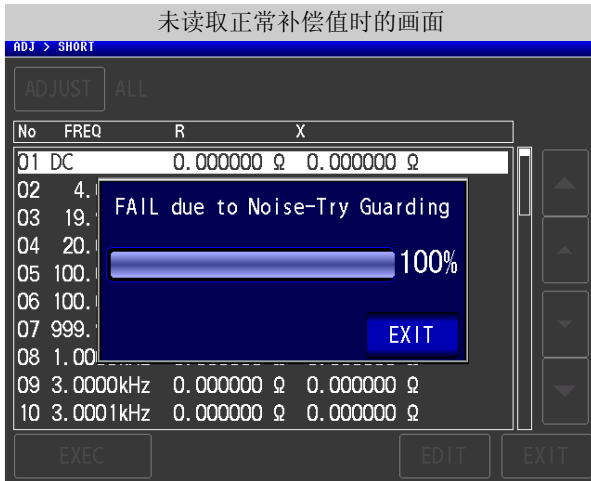 未读取正常补偿值时的画面
ADJ > SHORT
ADJUST ALL
No FREQ R X
01 DC 0.000000 Ω 0.000000 Ω
02 4.
03 19.
04 20.
05 100.
06 100.
07 999.
08 1.00
09 3.0000kHz 0.000000 Ω 0.000000 Ω
10 3.0001kHz 0.000000 Ω 0.000000 Ω
FAIL due to Noise-Try Guarding
100%
EXIT
EXEC EDIT EXIT